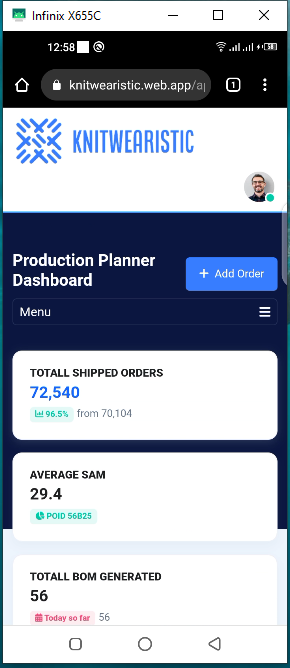 Infinix X655C
12:58
knitwearistic.web.app/ap
1
KNITWEARISTIC
Production Planner
Dashboard
+ Add Order
Menu
TOTALL SHIPPED ORDERS
72,540
96.5% from 70,104
AVERAGE SAM
29.4
POID 56B25
TOTALL BOM GENERATED
56
Today so far 56